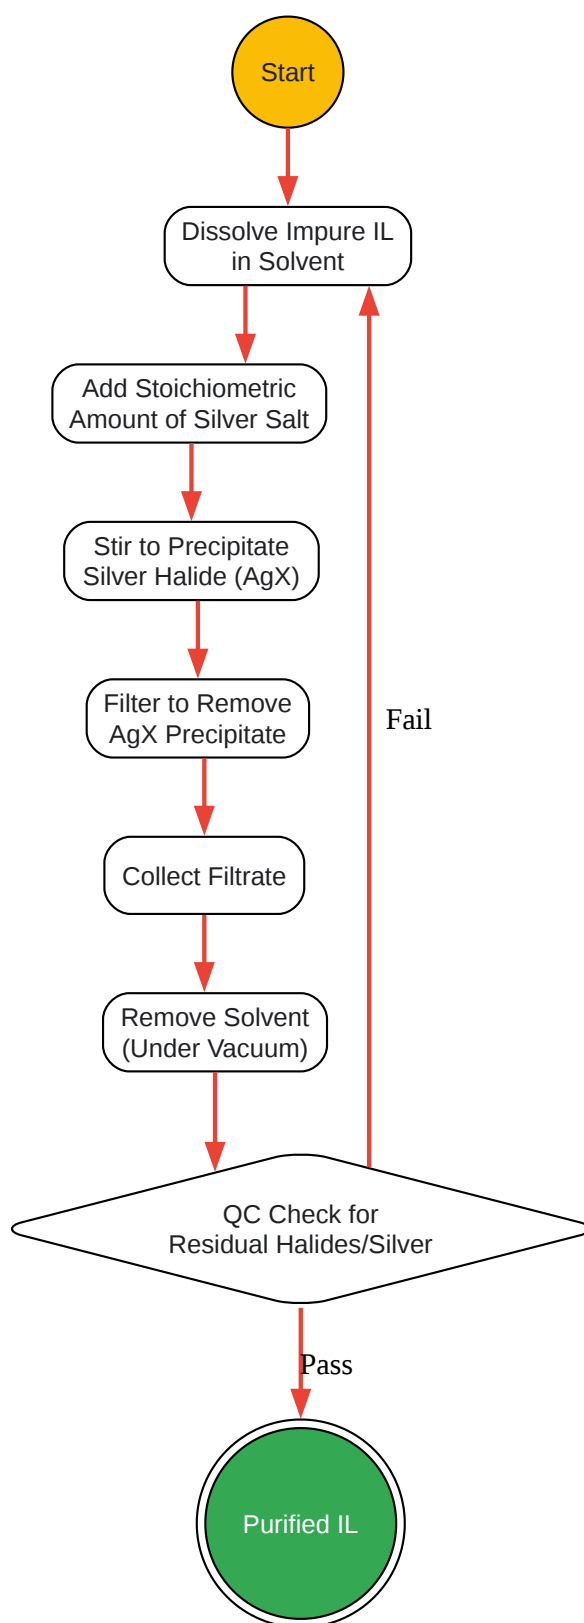 Start
Dissolve Impure IL
in Solvent
Add Stoichiometric
Amount of Silver Salt
Stir to Precipitate
Silver Halide (AgX)
Filter to Remove
AgX Precipitate
Fail
Collect Filtrate
Remove Solvent
(Under Vacuum)
QC Check for
Residual Halides/Silver
Pass
Purified IL